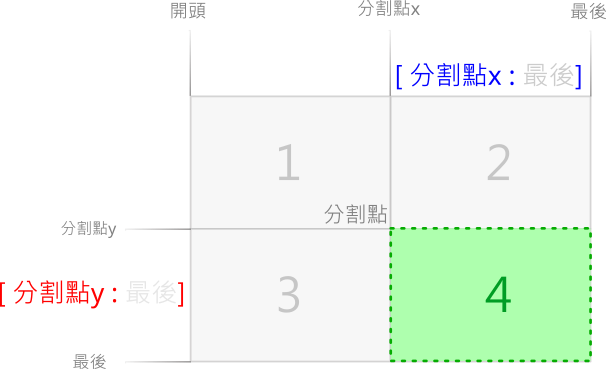 開頭 分割點x 最後
[ 分割點x : 最後]
1 2
分割點
分割點y
[ 分割點y : 最後]
3 4
最後